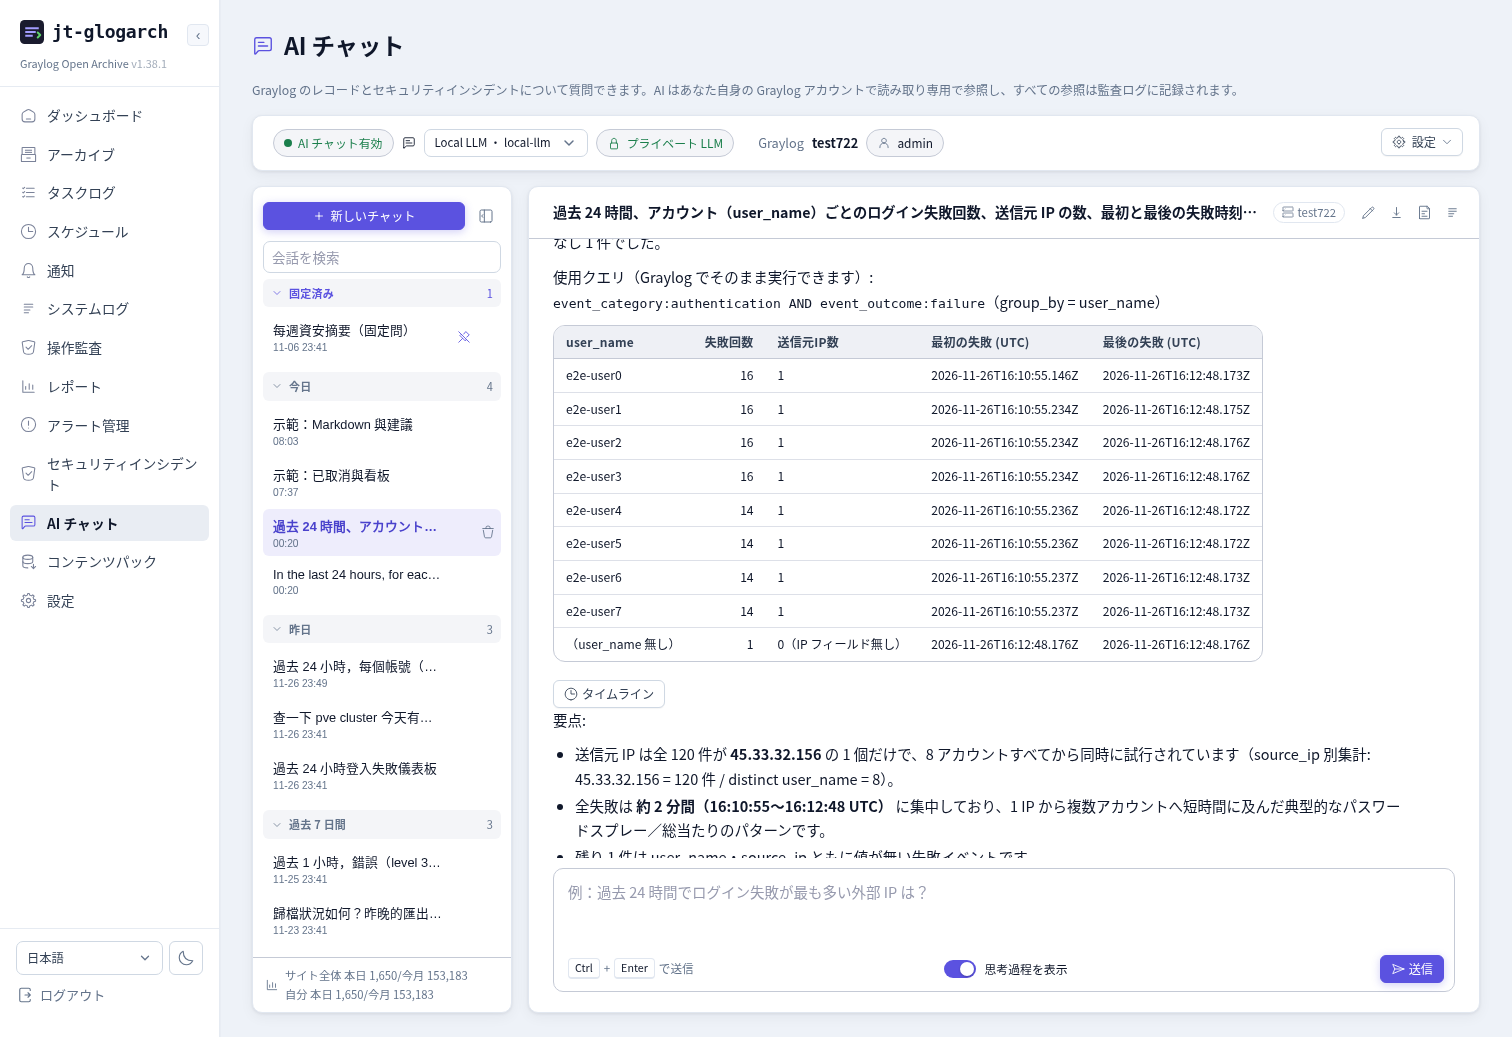 jt-glogarch
Graylog Open Archive v1.38.1
ダッシュボード
アーカイブ
タスクログ
スケジュール
通知
システムログ
操作監査
レポート
アラート管理
セキュリティインシデン
ト
AI チャット
コンテンツパック
設定
日本語
ログアウト
AI チャット
Graylog のレコードとセキュリティインシデントについて質問できます。AI はあなた自身の Graylog アカウントで読み取り専用で参照し、すべての参照は監査ログに記録されます。
AI チャット有効
Local LLM・local-llm
プライベート LLM
Graylog test722
admin
設定
+ 新しいチャット
会話を検索
固定済み 1
每週資安摘要（固定問）
11-06 23:41
今日 4
示範：Markdown 與建議
08:03
示範：已取消與看板
07:37
過去 24 時間、アカウント…
00:20
In the last 24 hours, for eac…
00:20
昨日 3
過去 24 小時，每個帳號（…
11-26 23:49
查一下 pve cluster 今天有…
11-26 23:41
過去 24 小時登入失敗儀表板
11-26 23:41
過去 7 日間 3
過去 1 小時，錯誤（level 3…
11-25 23:41
歸檔狀況如何？昨晚的匯出…
11-23 23:41
サイト全体 本日 1,650/今月 153,183
自分 本日 1,650/今月 153,183
過去 24 時間、アカウント（user_name）ごとのログイン失敗回数、送信元 IP の数、最初と最後の失敗時刻…
test722
なし 1 件でした。
使用クエリ（Graylog でそのまま実行できます）:
event_category:authentication AND event_outcome:failure（group_by = user_name）
user_name 失敗回数 送信元IP数 最初の失敗 (UTC) 最後の失敗 (UTC)
e2e-user0 16 1 2026-11-26T16:10:55.146Z 2026-11-26T16:12:48.173Z
e2e-user1 16 1 2026-11-26T16:10:55.234Z 2026-11-26T16:12:48.175Z
e2e-user2 16 1 2026-11-26T16:10:55.234Z 2026-11-26T16:12:48.176Z
e2e-user3 16 1 2026-11-26T16:10:55.234Z 2026-11-26T16:12:48.176Z
e2e-user4 14 1 2026-11-26T16:10:55.236Z 2026-11-26T16:12:48.172Z
e2e-user5 14 1 2026-11-26T16:10:55.236Z 2026-11-26T16:12:48.172Z
e2e-user6 14 1 2026-11-26T16:10:55.237Z 2026-11-26T16:12:48.173Z
e2e-user7 14 1 2026-11-26T16:10:55.237Z 2026-11-26T16:12:48.173Z
（user_name 無し） 1 0（IP フィールド無し） 2026-11-26T16:12:48.176Z 2026-11-26T16:12:48.176Z
タイムライン
要点:
• 送信元 IP は全 120 件が 45.33.32.156 の 1 個だけで、8 アカウントすべてから同時に試行されています（source_ip 別集計:
45.33.32.156 = 120 件 / distinct user_name = 8）。
• 全失敗は 約 2 分間（16:10:55〜16:12:48 UTC） に集中しており、1 IP から複数アカウントへ短時間に及んだ典型的なパスワー
ドスプレー／総当たりのパターンです。
• 残り 1 件は user_name・source_ip ともに値が無い失敗イベントです。
例：過去 24 時間でログイン失敗が最も多い外部 IP は？
Ctrl + Enter で送信
思考過程を表示
送信